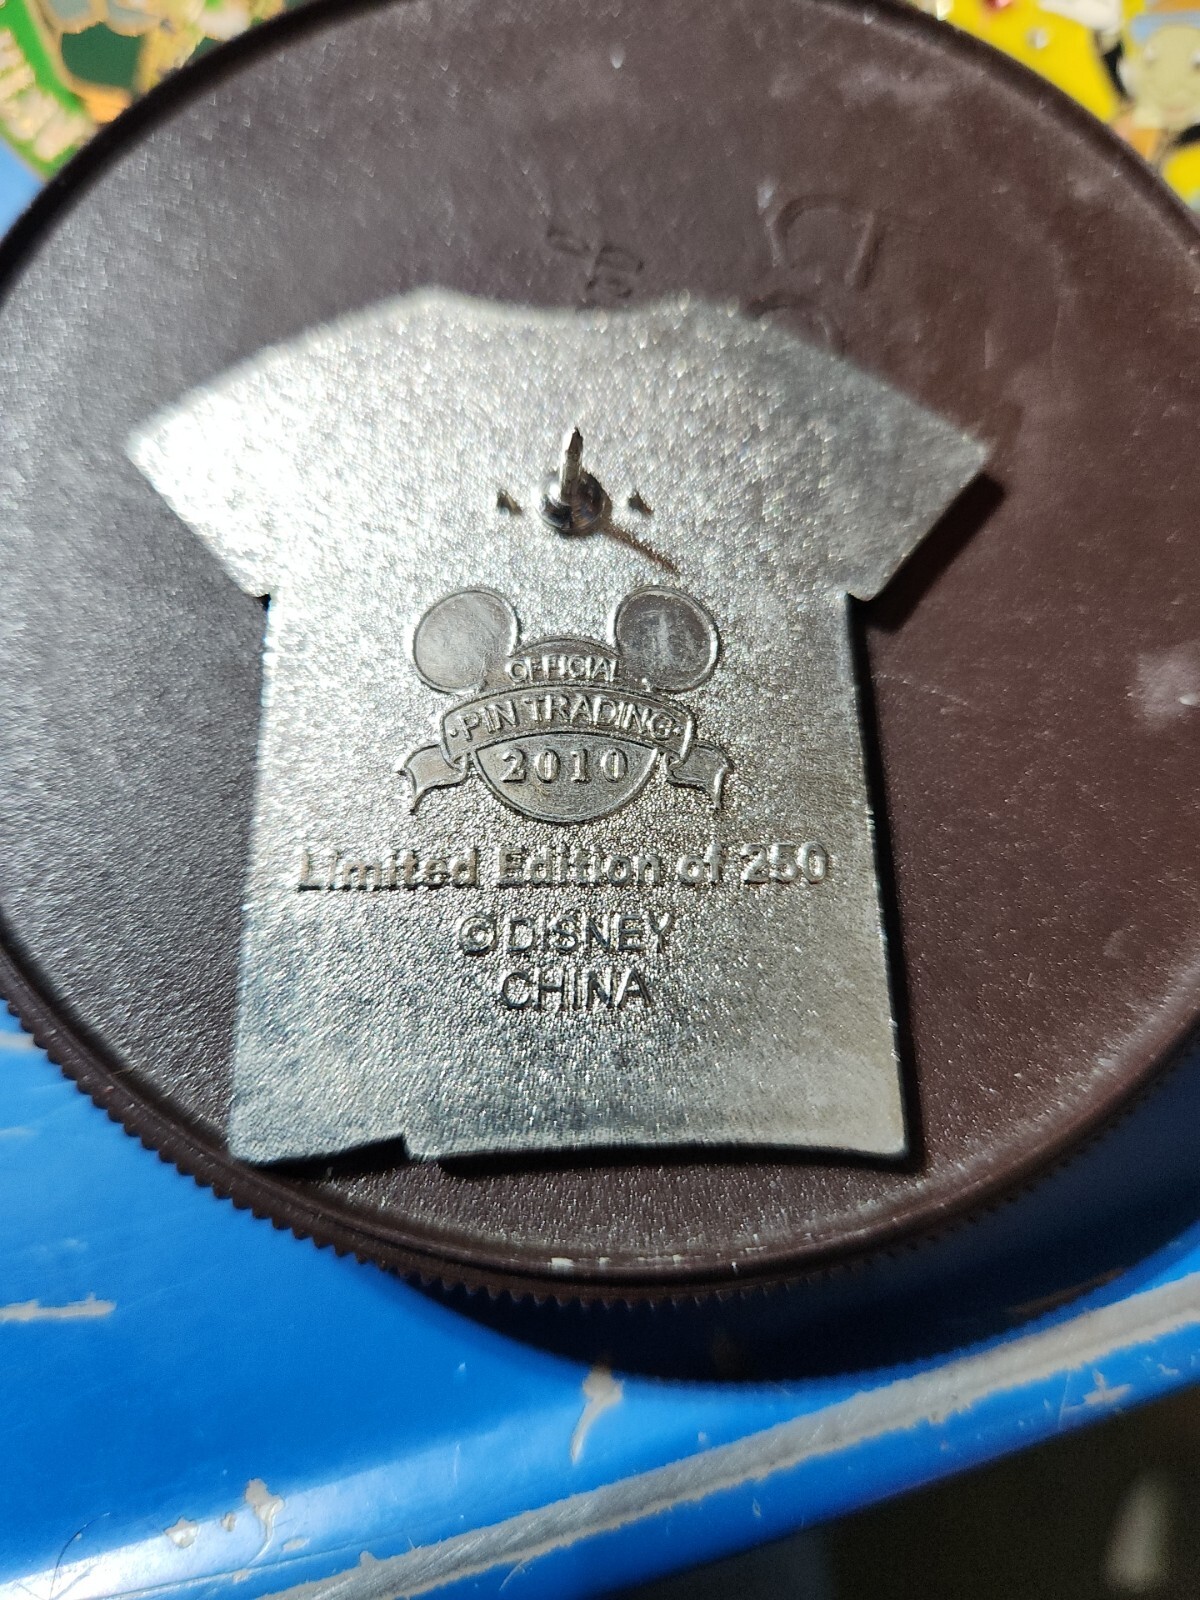 OFFICIAL
·PIN TRADING·
2010
Limited Edition of 250
©DISNEY
CHINA